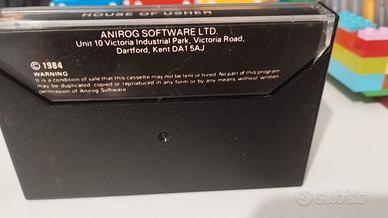 HOUSE OF USHER
ANIROG SOFTWARE LTD.
Unit 10 Victoria Industrial Park, Victoria Road,
Dartford, Kent DA1 5AJ
© 1984
WARNING
It is a condition of sale that this cassette may not be lent or hired. No part of this program
may be duplicated, copied or reproduced in any form or by any means without written
permission of Anirog Software
subito